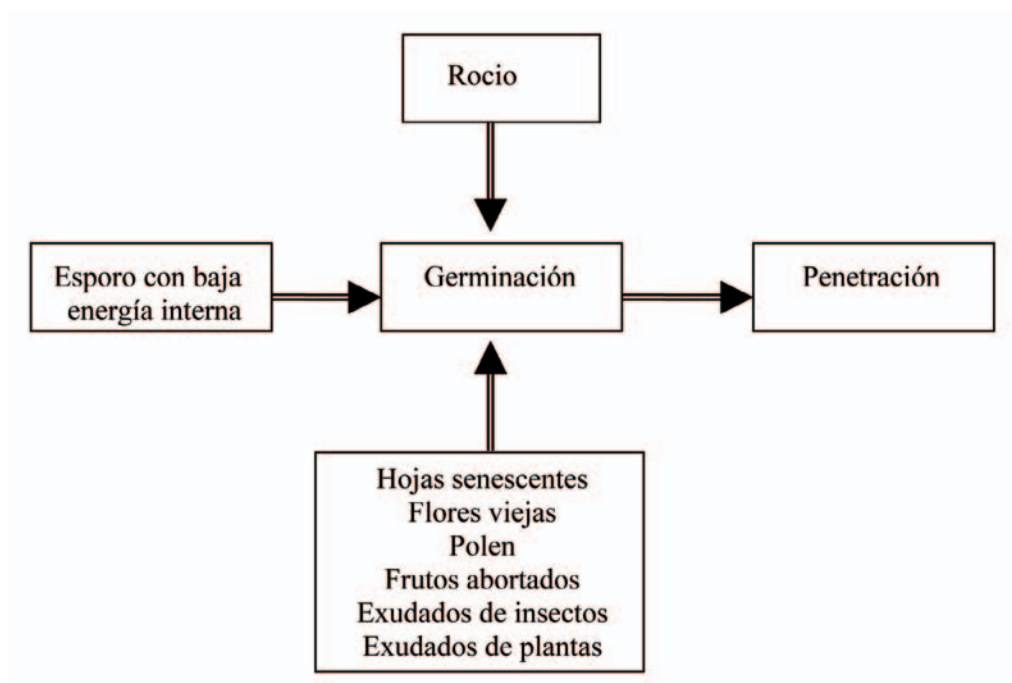 Rocio
Esporo con baja
energía interna
Germinación
Penetración
Hojas senescentes
Flores viejas
Polen
Frutos abortados
Exudados de insectos
Exudados de plantas